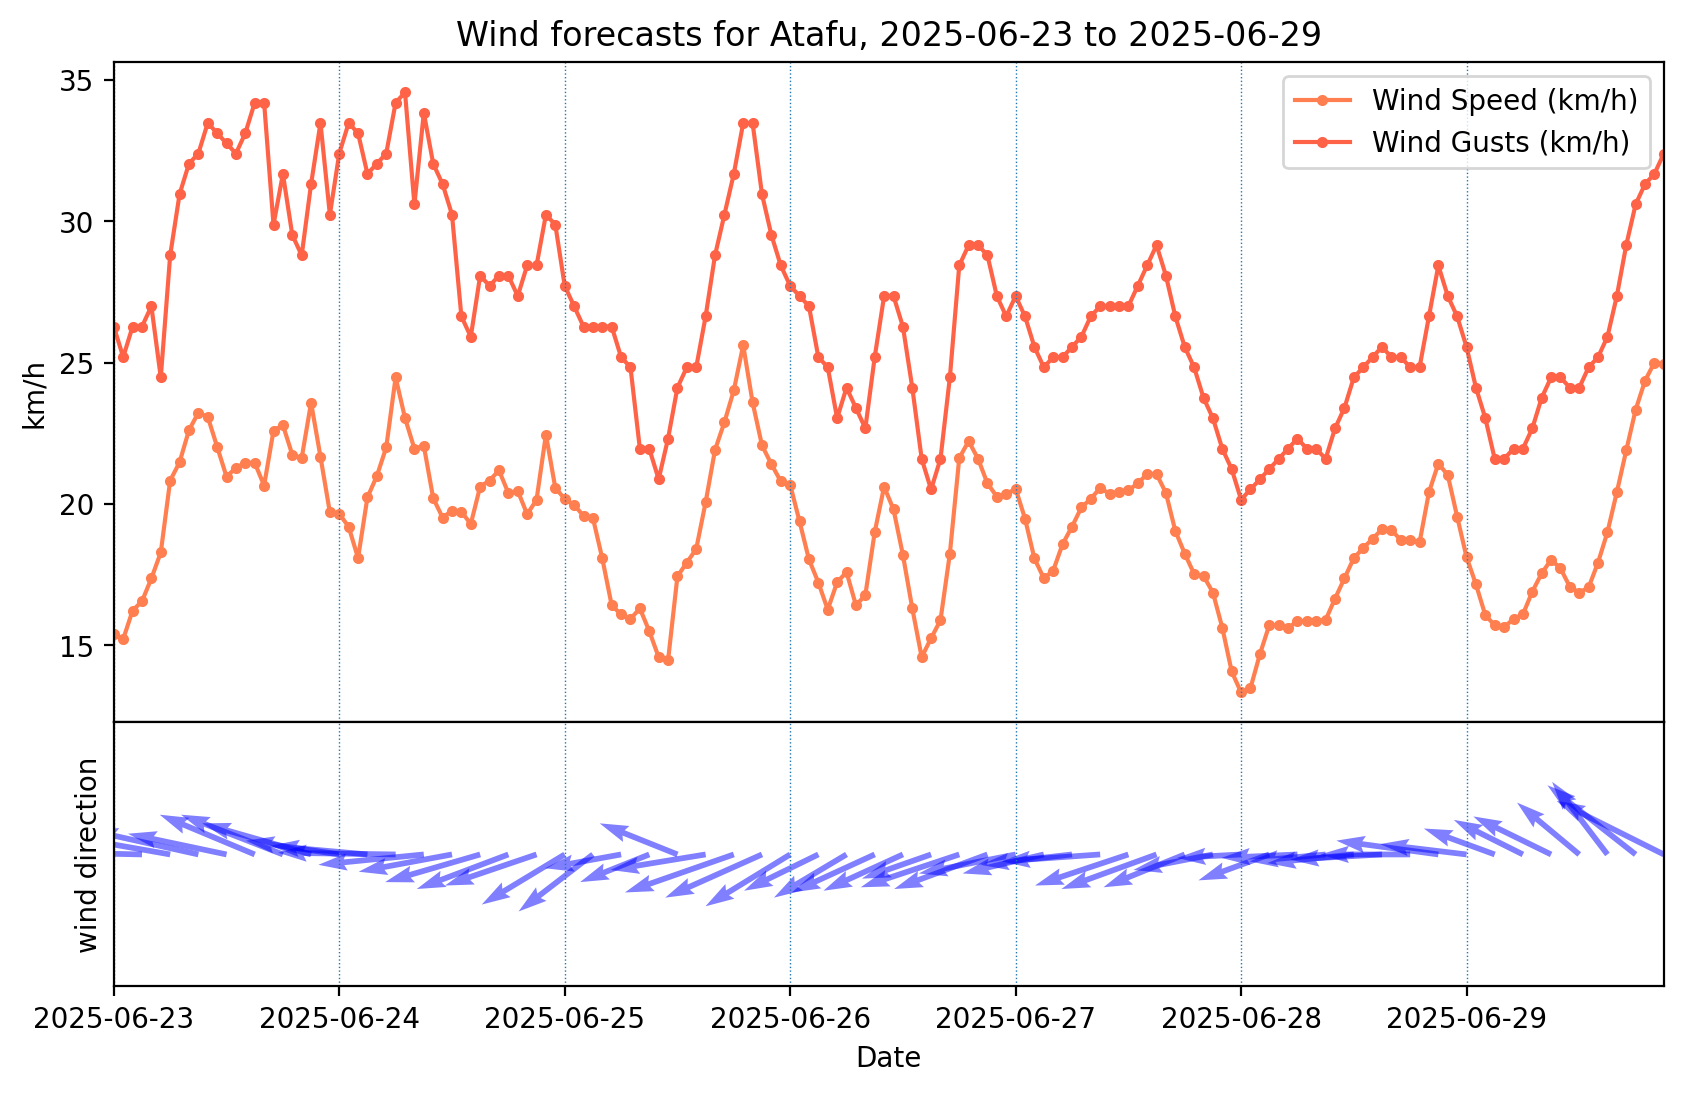 Wind forecasts for Atafu, 2025-06-23 to 2025-06-29
35
30
25
20
15
km/h
Wind Speed (km/h)
Wind Gusts (km/h)
wind direction
2025-06-23
2025-06-24
2025-06-25
2025-06-26
2025-06-27
2025-06-28
2025-06-29
Date